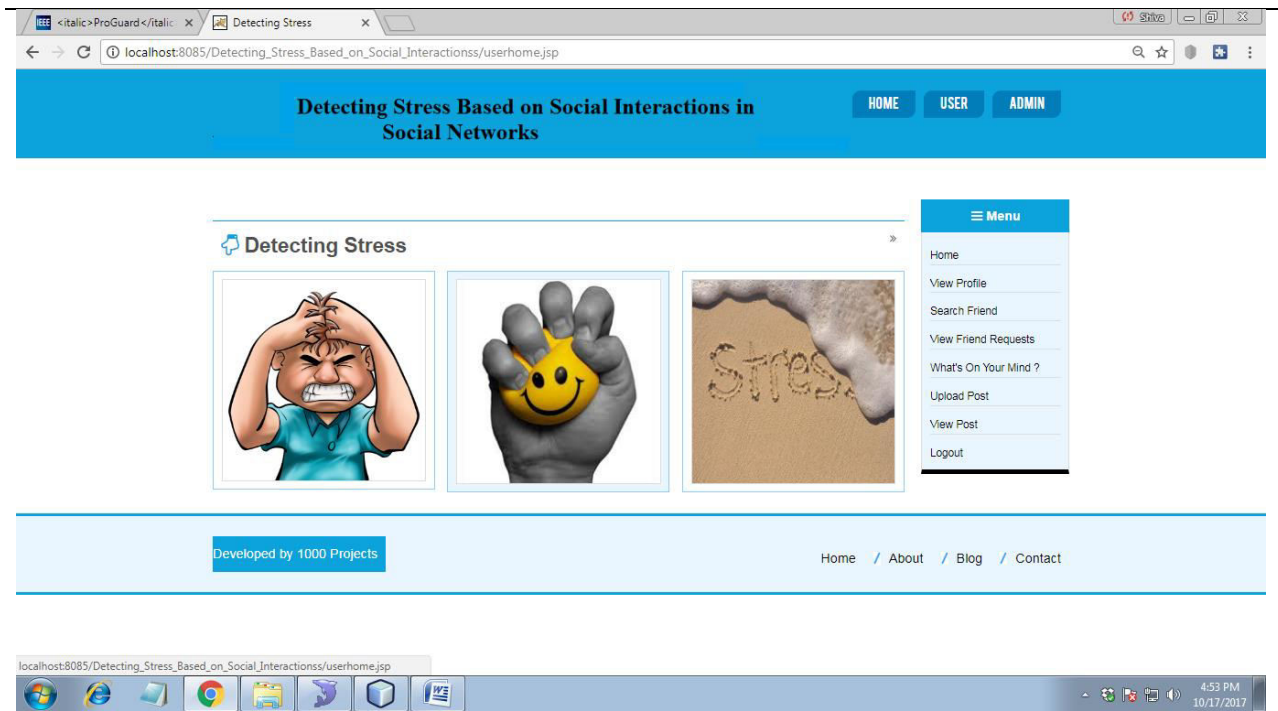 <italic>ProGuard</italic
Detecting Stress
Shiva
localhost:8085/Detecting_Stress_Based_on_Social_Interactionss/userhome.jsp
Detecting Stress Based on Social Interactions in
Social Networks
HOME
USER
ADMIN
Menu
Detecting Stress
»
Home
View Profile
Search Friend
View Friend Requests
What's On Your Mind ?
Upload Post
View Post
Logout
Stress
Developed by 1000 Projects
Home / About / Blog / Contact
localhost:8085/Detecting_Stress_Based_on_Social_Interactionss/userhome.jsp
4:53 PM
10/17/2017